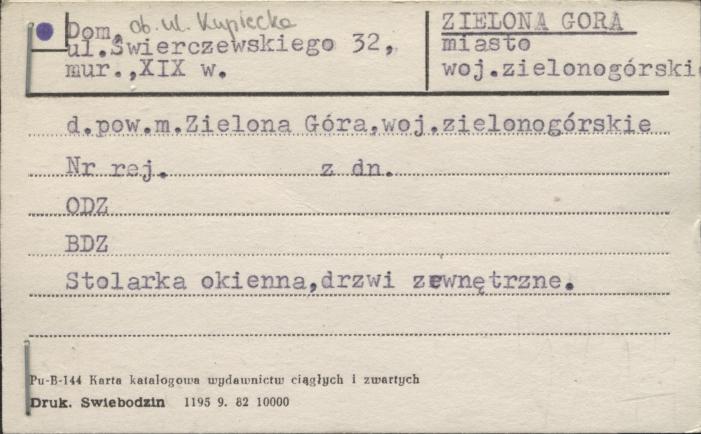 Dom, ob. ul. Kupiecka
ul.Świerczewskiego 32,
mur.,XIX w.
ZIELONA GORA
miasto
woj.zielonogórskie
d.pow.m.Zielona Góra,woj.zielonogórskie
Nr rej. z dn.
ODZ
BDZ
Stolarka okienna,drzwi zewnętrzne.
Pu-B-144 Karta katalogowa wydawnictw ciągłych i zwartych
Druk. Swiebodzin 1195 9. 82 10000